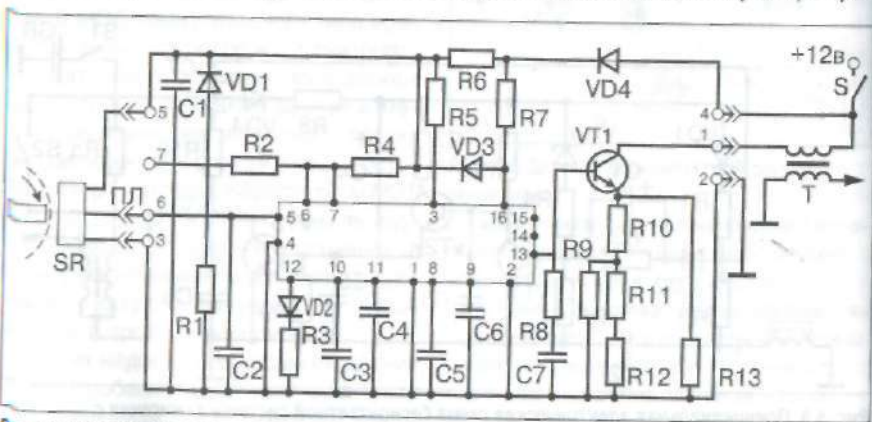 +12в
S
R6
VD4
C1
VD1
R5
R7
4
5
VT1
1
R2
R4
VD3
7
2
6
5
6
7
3
16
15
T
14
4
13
R9
R10
3
SR
12
10
11
1
8
9
2
R11
VD2
C4
C6
R8
R1
R3
C2
C3
C5
C7
R12
R13